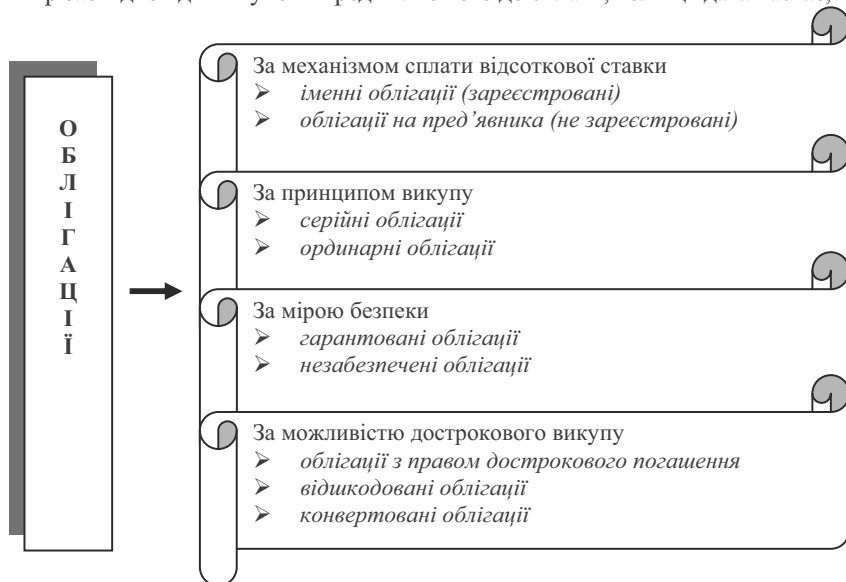 ОБЛІГАЦІЇ
За механізмом сплати відсоткової ставки
➢ іменні облігації (зареєстровані)
➢ облігації на пред’явника (не зареєстровані)
За принципом викупу
➢ серійні облігації
➢ ординарні облігації
За мірою безпеки
➢ гарантовані облігації
➢ незабезпечені облігації
За можливістю дострокового викупу
➢ облігації з правом дострокового погашення
➢ відшкодовані облігації
➢ конвертовані облігації